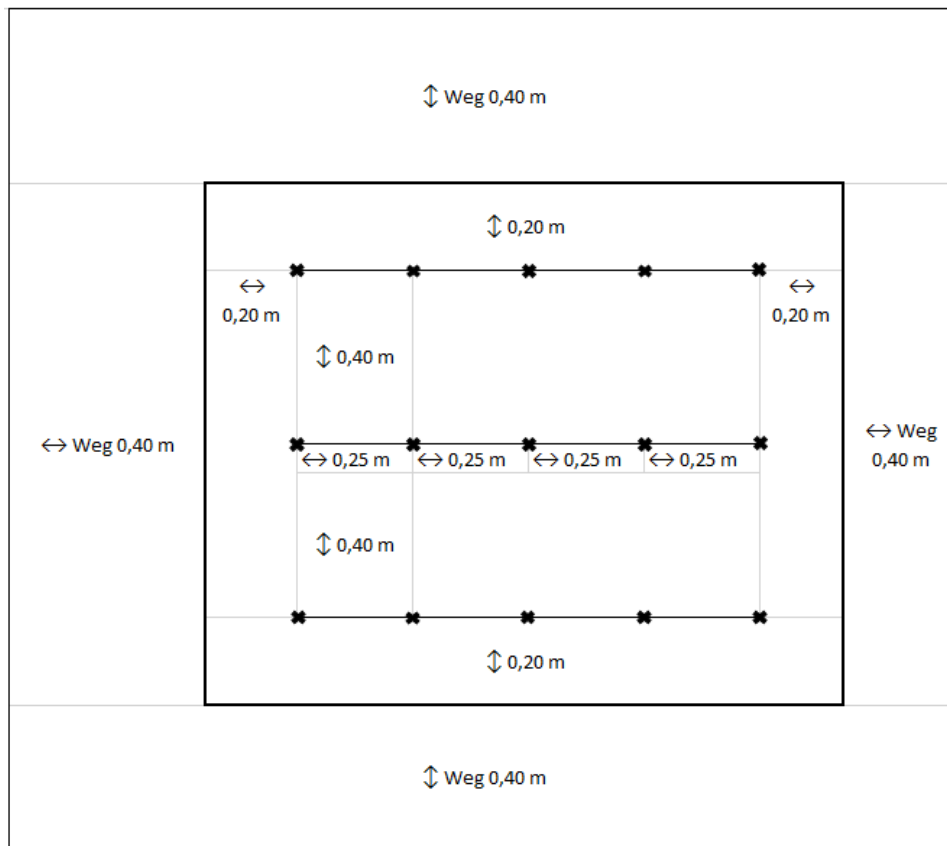 ↕ Weg 0,40 m
↕ 0,20 m
↔
0,20 m
↔
0,20 m
↕ 0,40 m
↔ Weg 0,40 m
↔ Weg
0,40 m
↔ 0,25 m ↔ 0,25 m ↔ 0,25 m ↔ 0,25 m
↕ 0,40 m
↕ 0,20 m
↕ Weg 0,40 m